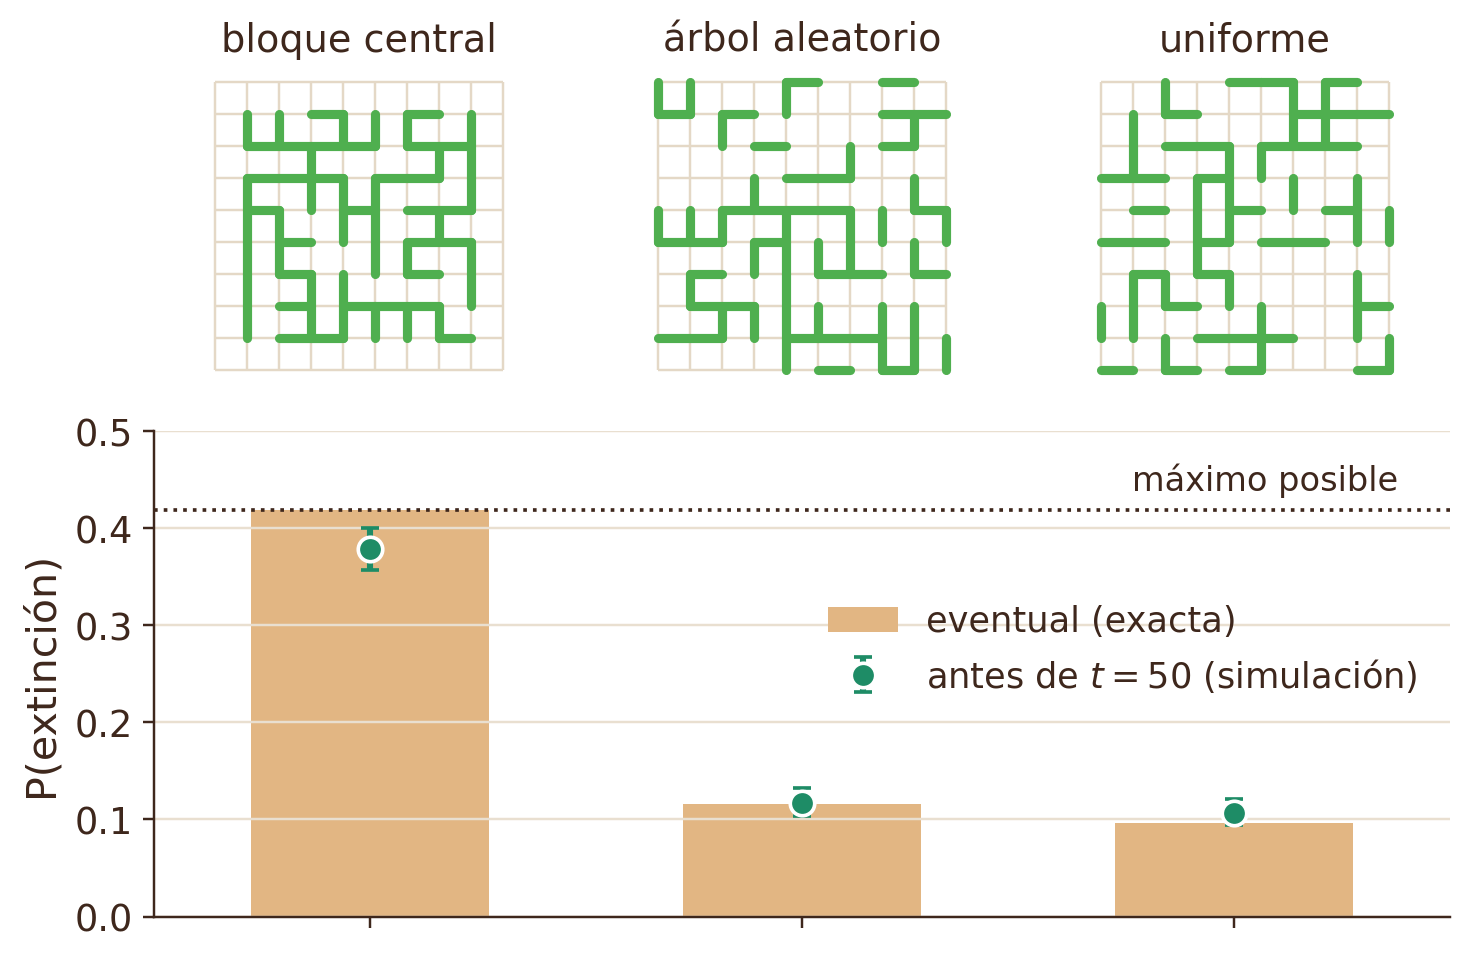 bloque central
árbol aleatorio
uniforme
0.5
máximo posible
0.4
0.3
0.2
0.1
0.0
P(extinción)
eventual (exacta)
antes de t = 50 (simulación)